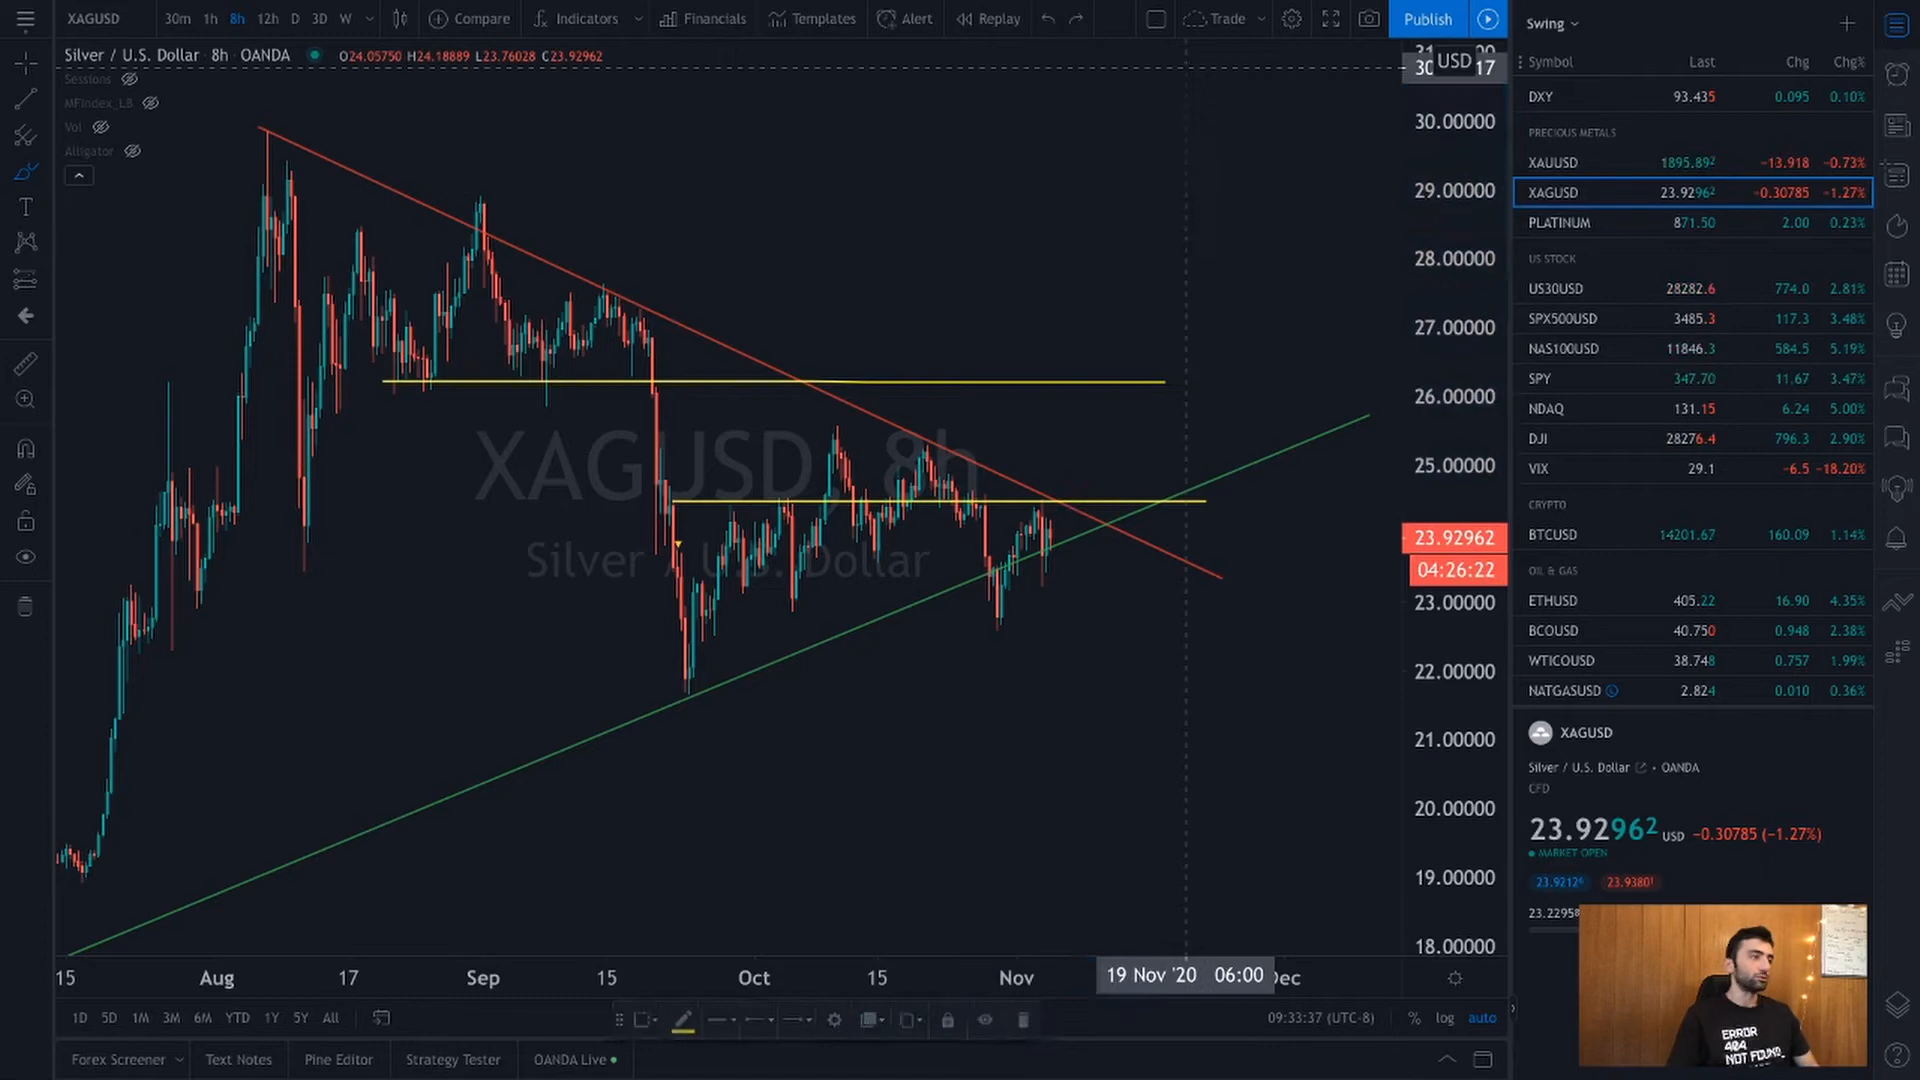 XAGUSD 30m 1h 8h 12h D 3D W Compare Indicators Financials Templates Alert Replay Trade Publish
Silver / U.S. Dollar · 8h · OANDA O24.05750 H24.18889 L23.76028 C23.92962
Sessions
MFIndex_LB
Vol
Alligator
USD
30.00000
29.00000
28.00000
27.00000
26.00000
25.00000
23.92962
04:26:22
23.00000
22.00000
21.00000
20.00000
19.00000
18.00000
XAGUSD, 8h
Silver / U.S. Dollar
15 Aug 17 Sep 15 Oct 15 Nov 19 Nov '20 06:00 Dec
1D 5D 1M 3M 6M YTD 1Y 5Y All
09:33:37 (UTC-8) % log auto
Forex Screener Text Notes Pine Editor Strategy Tester OANDA Live
Swing
Symbol Last Chg Chg%
DXY 93.435 0.095 0.10%
PRECIOUS METALS
XAUUSD 1895.892 −13.918 −0.73%
XAGUSD 23.92962 −0.30785 −1.27%
PLATINUM 871.50 2.00 0.23%
US STOCK
US30USD 28282.6 774.0 2.81%
SPX500USD 3485.3 117.3 3.48%
NAS100USD 11846.3 584.5 5.19%
SPY 347.70 11.67 3.47%
NDAQ 131.15 6.24 5.00%
DJI 28276.4 796.3 2.90%
VIX 29.1 −6.5 −18.20%
CRYPTO
BTCUSD 14201.67 160.09 1.14%
OIL & GAS
ETHUSD 405.22 16.90 4.35%
BCOUSD 40.750 0.948 2.38%
WTICOUSD 38.748 0.757 1.99%
NATGASUSD 2.824 0.010 0.36%
XAGUSD
Silver / U.S. Dollar · OANDA
CFD
23.92962 USD −0.30785 (−1.27%)
MARKET OPEN
23.92126 23.93801
ERROR
404
NOT FOUND_